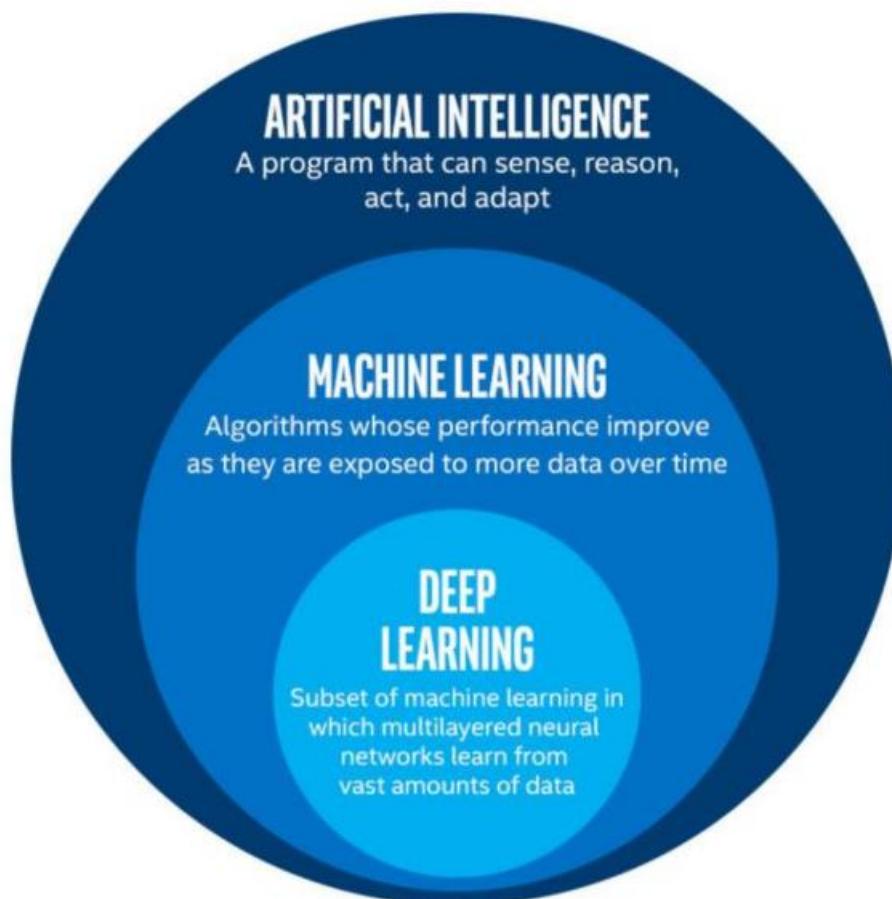 ARTIFICIAL INTELLIGENCE
A program that can sense, reason,
act, and adapt
MACHINE LEARNING
Algorithms whose performance improve
as they are exposed to more data over time
DEEP
LEARNING
Subset of machine learning in
which multilayered neural
networks learn from
vast amounts of data